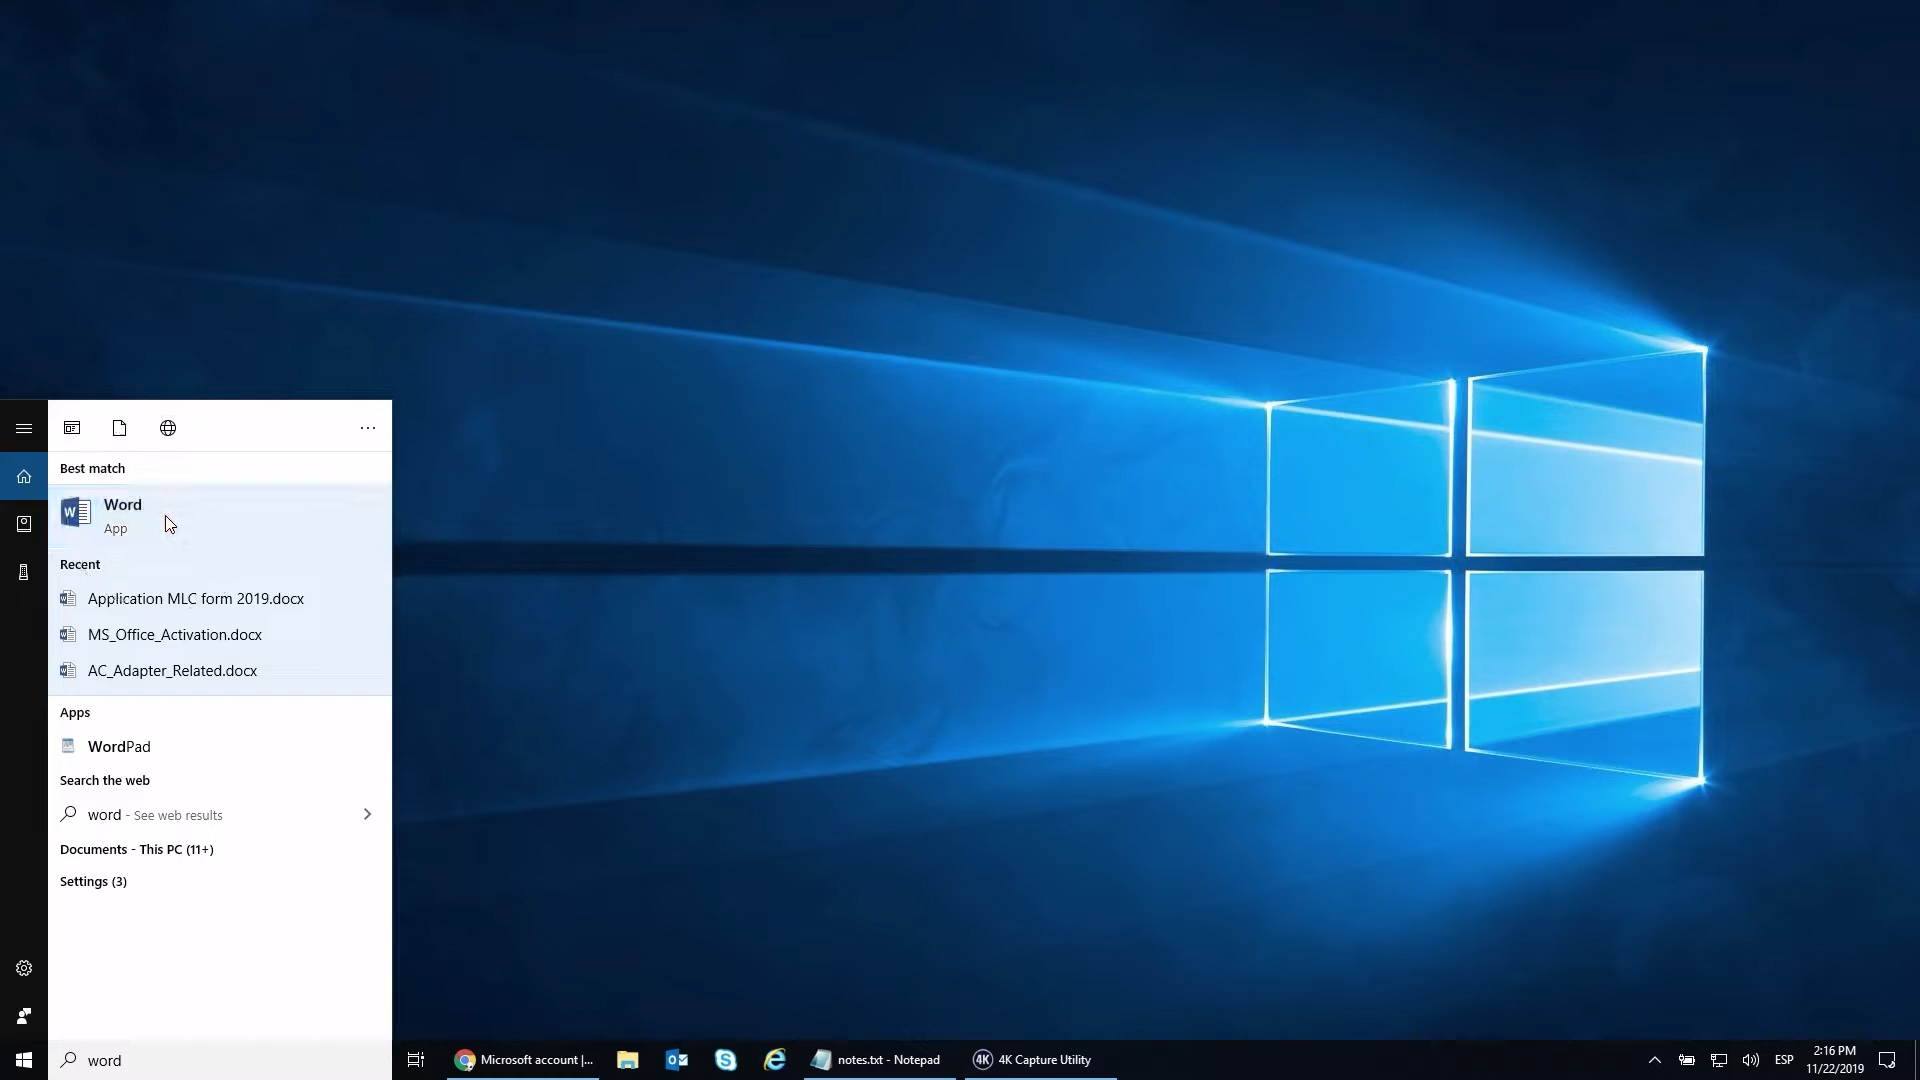 Best match
Word
App
Recent
Application MLC form 2019.docx
MS_Office_Activation.docx
AC_Adapter_Related.docx
Apps
WordPad
Search the web
word - See web results
Documents - This PC (11+)
Settings (3)
word
Microsoft account |...
notes.txt - Notepad
4K Capture Utility
ESP
2:16 PM
11/22/2019